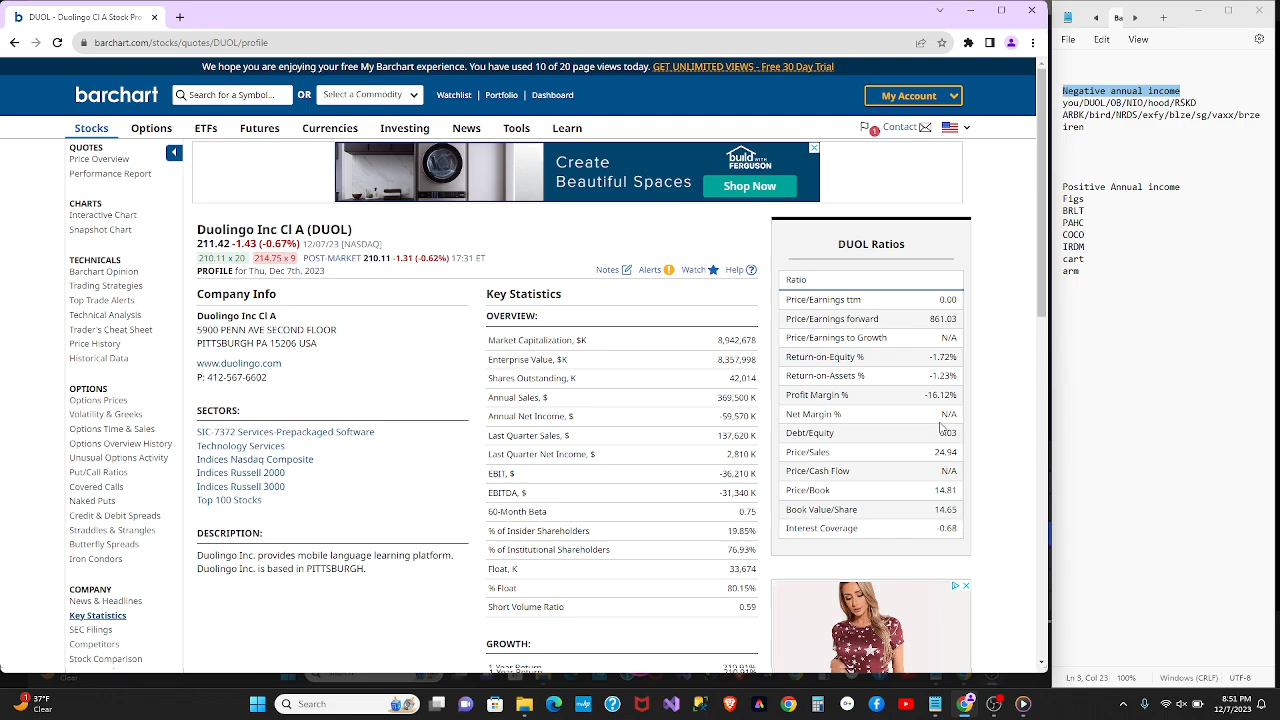 DUOL - Duolingo Cl A Stock Pro
barchart.com/stocks/quotes/DUOL/profile
We hope you are enjoying your free My Barchart experience. You have used 10 of 20 page views today. GET UNLIMITED VIEWS - Free 30 Day Trial
barchart
Search for a Symbol...
OR
Select a Commodity
Watchlist | Portfolio | Dashboard
My Account
Stocks Options ETFs Futures Currencies Investing News Tools Learn
1 Contact
QUOTES
Price Overview
Performance Report
CHARTS
Interactive Chart
Snapshot Chart
TECHNICALS
Barchart Opinion
Trading Strategies
Top Trade Alerts
Technical Analysis
Trader's Cheat Sheet
Price History
Historical Data
OPTIONS
Options Prices
Volatility & Greeks
Options Time & Sales
Options Overview History
Unusual Options Activity
Put/Call Ratios
Covered Calls
Naked Puts
Credit & Debit Spreads
Straddles & Strangles
Butterfly Spreads
Iron Condors
COMPANY
News & Headlines
Key Statistics
SEC Filings
Competitors
Stock Comparison
Create
Beautiful Spaces
build WITH
FERGUSON
Shop Now
Duolingo Inc Cl A (DUOL)
211.42 -1.43 (-0.67%) 12/07/23 [NASDAQ]
210.11 x 20 214.75 x 9 POST-MARKET 210.11 -1.31 (-0.62%) 17:31 ET
PROFILE for Thu, Dec 7th, 2023
Notes Alerts Watch Help
Company Info
Duolingo Inc Cl A
5900 PENN AVE SECOND FLOOR
PITTSBURGH PA 15206 USA
www.duolingo.com
P: 412-567-6602
SECTORS:
SIC-7372 Services-Prepackaged Software
Technology Services
Indices Nasdaq Composite
Indices Russell 2000
Indices Russell 3000
Top 100 Stocks
DESCRIPTION:
Duolingo Inc. provides mobile language learning platform.
Duolingo Inc. is based in PITTSBURGH.
Key Statistics
OVERVIEW:
Market Capitalization, $K 8,942,678
Enterprise Value, $K 8,357,998
Shares Outstanding, K 42,014
Annual Sales, $ 369,500 K
Annual Net Income, $ -59,570 K
Last Quarter Sales, $ 137,620 K
Last Quarter Net Income, $ 2,810 K
EBIT, $ -36,210 K
EBITDA, $ -31,340 K
60-Month Beta 0.75
% of Insider Shareholders 19.85%
% of Institutional Shareholders 76.93%
Float, K 33,674
% Float 80.15%
Short Volume Ratio 0.59
GROWTH:
1-Year Return
DUOL Ratios
Ratio
Price/Earnings ttm 0.00
Price/Earnings forward 861.03
Price/Earnings to Growth N/A
Return-on-Equity % -1.72%
Return-on-Assets % -1.23%
Profit Margin % -16.12%
Net Margin % N/A
Debt/Equity 0.03
Price/Sales 24.94
Price/Cash Flow N/A
Price/Book 14.81
Book Value/Share 14.65
Interest Coverage -0.68
Ba
File Edit View
Negative annual income
you/DUOL/OB/NIO/hood/RSKD
ARBK/bird/NRDS/exfy/blze/sg/vaxx/brze
iren
Positive Annual income
Figs
BRLT
PAHC
COCO
IRDM
cart
arm
Ln 3, Col 23 100% Windows (CRLF) UTF-8
Clear
1
37°F
Clear
Search
8:51 PM
12/7/2023